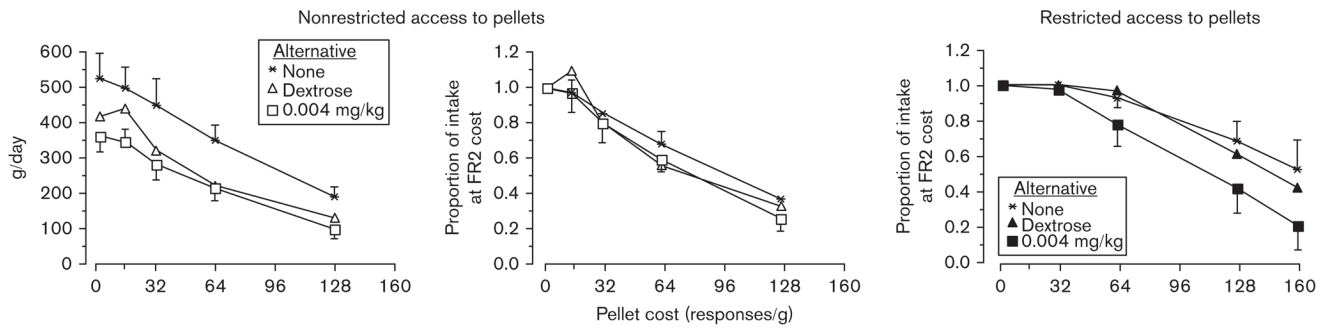 Nonrestricted access to pellets
Restricted access to pellets
g/day
600
500
400
300
200
100
0
Alternative
None
Dextrose
0.004 mg/kg
0 32 64 96 128 160
Proportion of intake
at FR2 cost
1.2
1.0
0.8
0.6
0.4
0.2
0.0
0 32 64 96 128 160
Pellet cost (responses/g)
Proportion of intake
at FR2 cost
1.2
1.0
0.8
0.6
0.4
0.2
0.0
Alternative
None
Dextrose
0.004 mg/kg
0 32 64 96 128 160